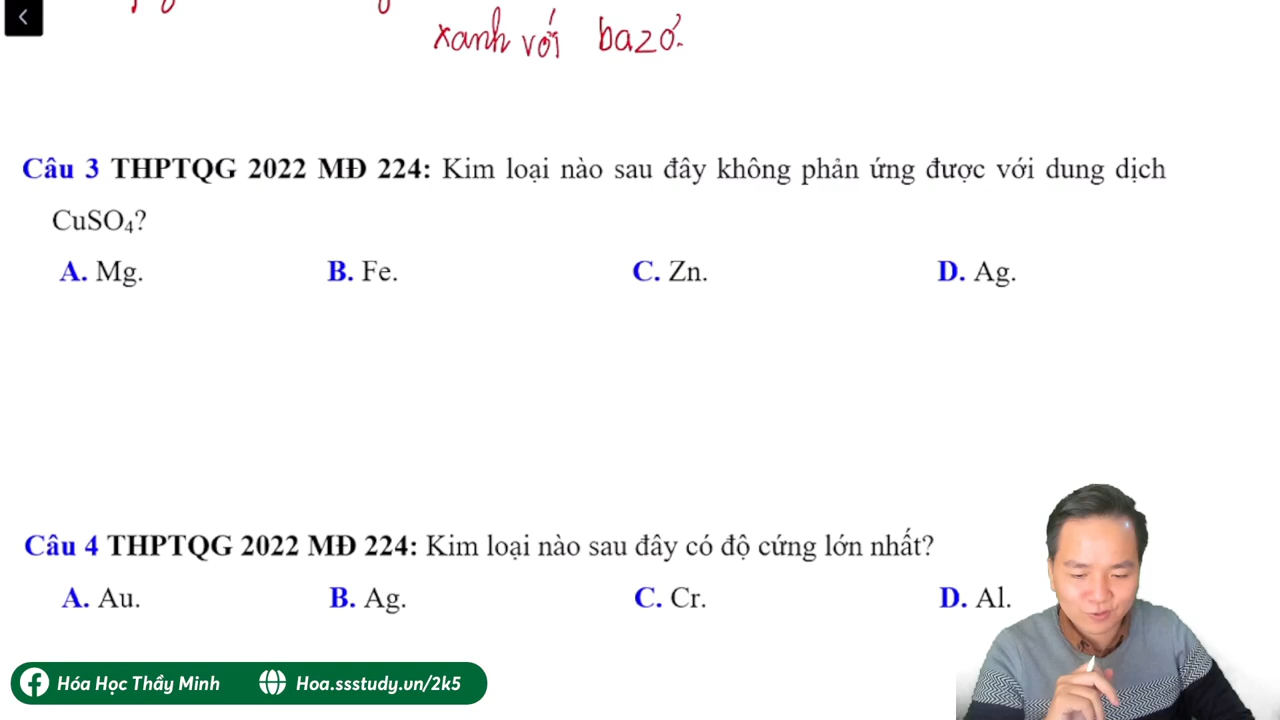 xanh với bazơ.
Câu 3 THPTQG 2022 MĐ 224: Kim loại nào sau đây không phản ứng được với dung dịch
CuSO₄?
A. Mg. B. Fe. C. Zn. D. Ag.
Câu 4 THPTQG 2022 MĐ 224: Kim loại nào sau đây có độ cứng lớn nhất?
A. Au. B. Ag. C. Cr. D. Al.
Hóa Học Thầy Minh Hoa.ssstudy.vn/2k5